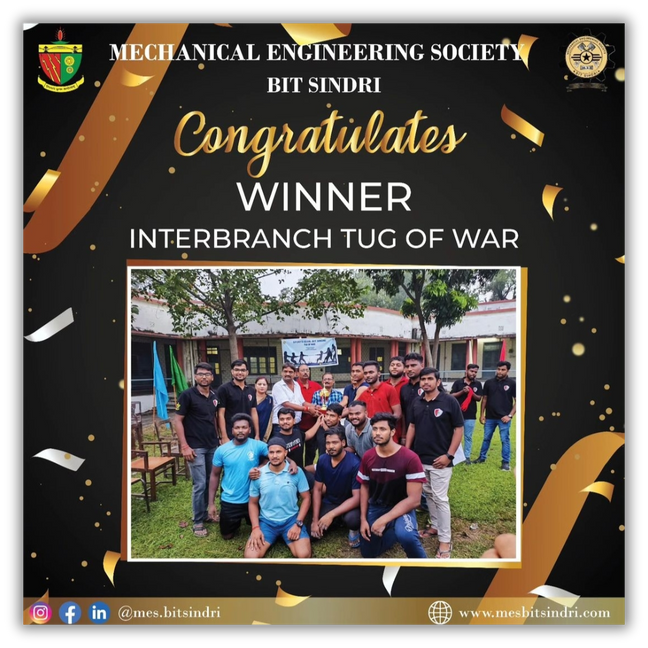 MECHANICAL ENGINEERING SOCIETY
BIT SINDRI
Congratulates
WINNER
INTERBRANCH TUG OF WAR
@mes.bitsindri
www.mesbitsindri.com